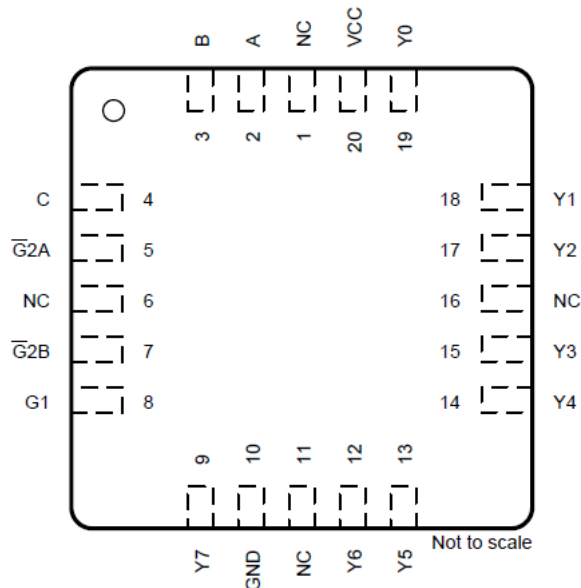 B A NC VCC Y0
3 2 1 20 19
C 4 18 Y1
G̅2A 5 17 Y2
NC 6 16 NC
G̅2B 7 15 Y3
G1 8 14 Y4
9 10 11 12 13
Y7 GND NC Y6 Y5
Not to scale